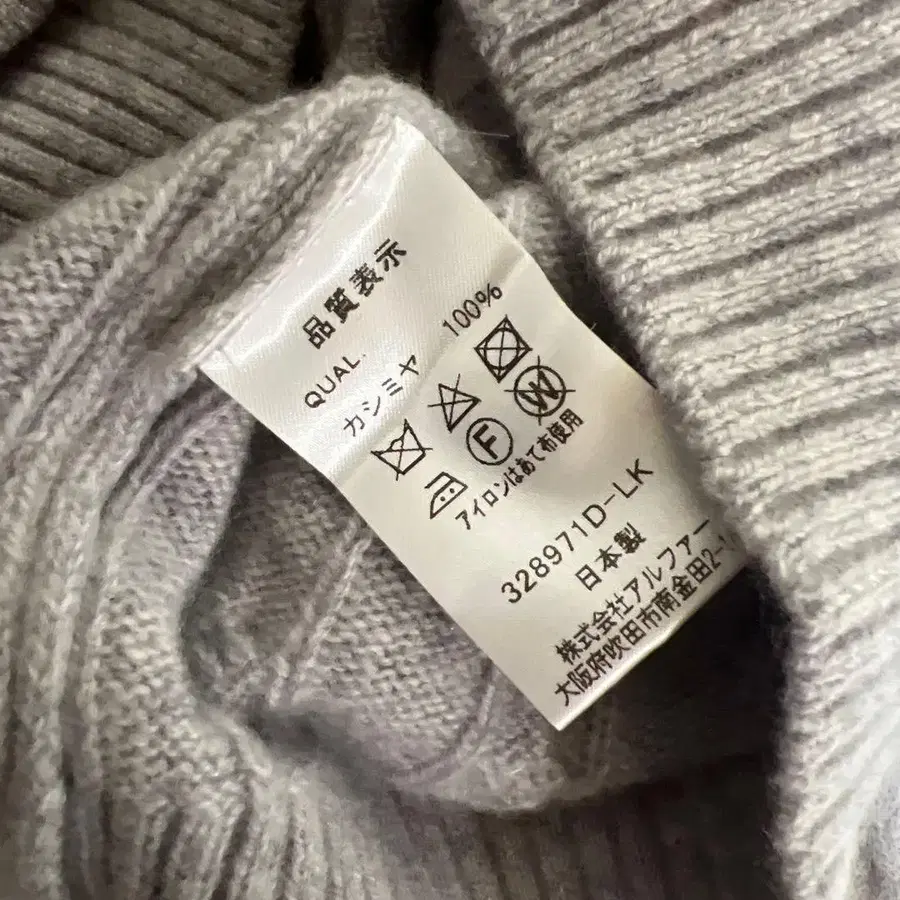 品質表示
QUAL.
カシミヤ 100%
F W
アイロンはあて布使用
328971D-LK
日本製
株式会社アルファー
大阪府吹田市南金田2-1